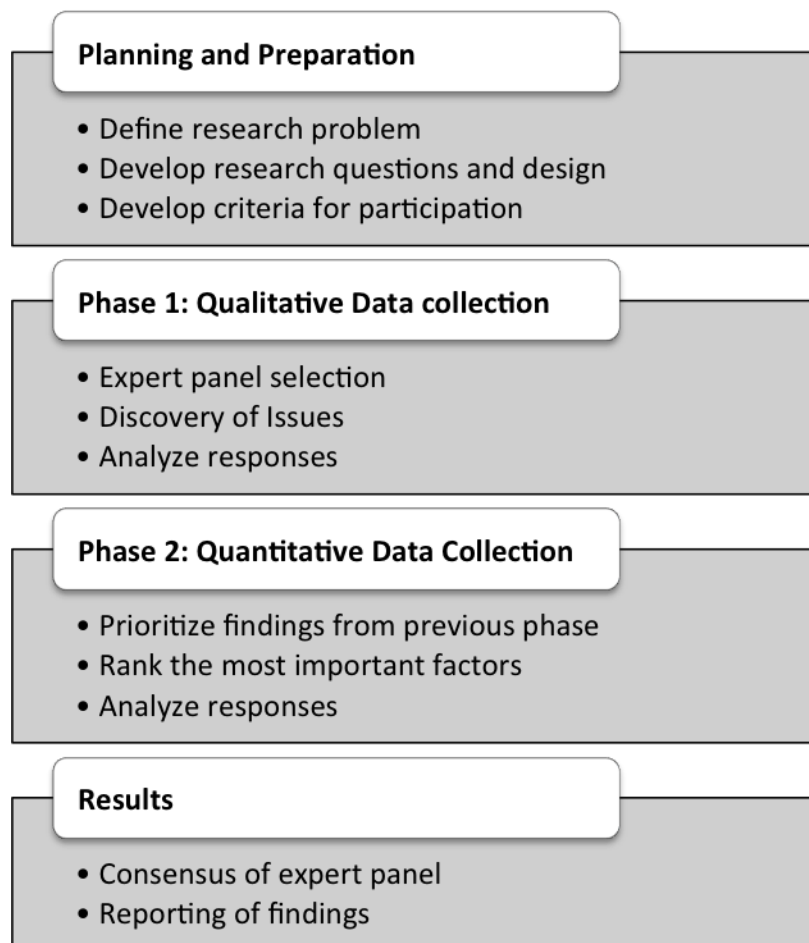 Planning and Preparation
• Define research problem
• Develop research questions and design
• Develop criteria for participation
Phase 1: Qualitative Data collection
• Expert panel selection
• Discovery of Issues
• Analyze responses
Phase 2: Quantitative Data Collection
• Prioritize findings from previous phase
• Rank the most important factors
• Analyze responses
Results
• Consensus of expert panel
• Reporting of findings